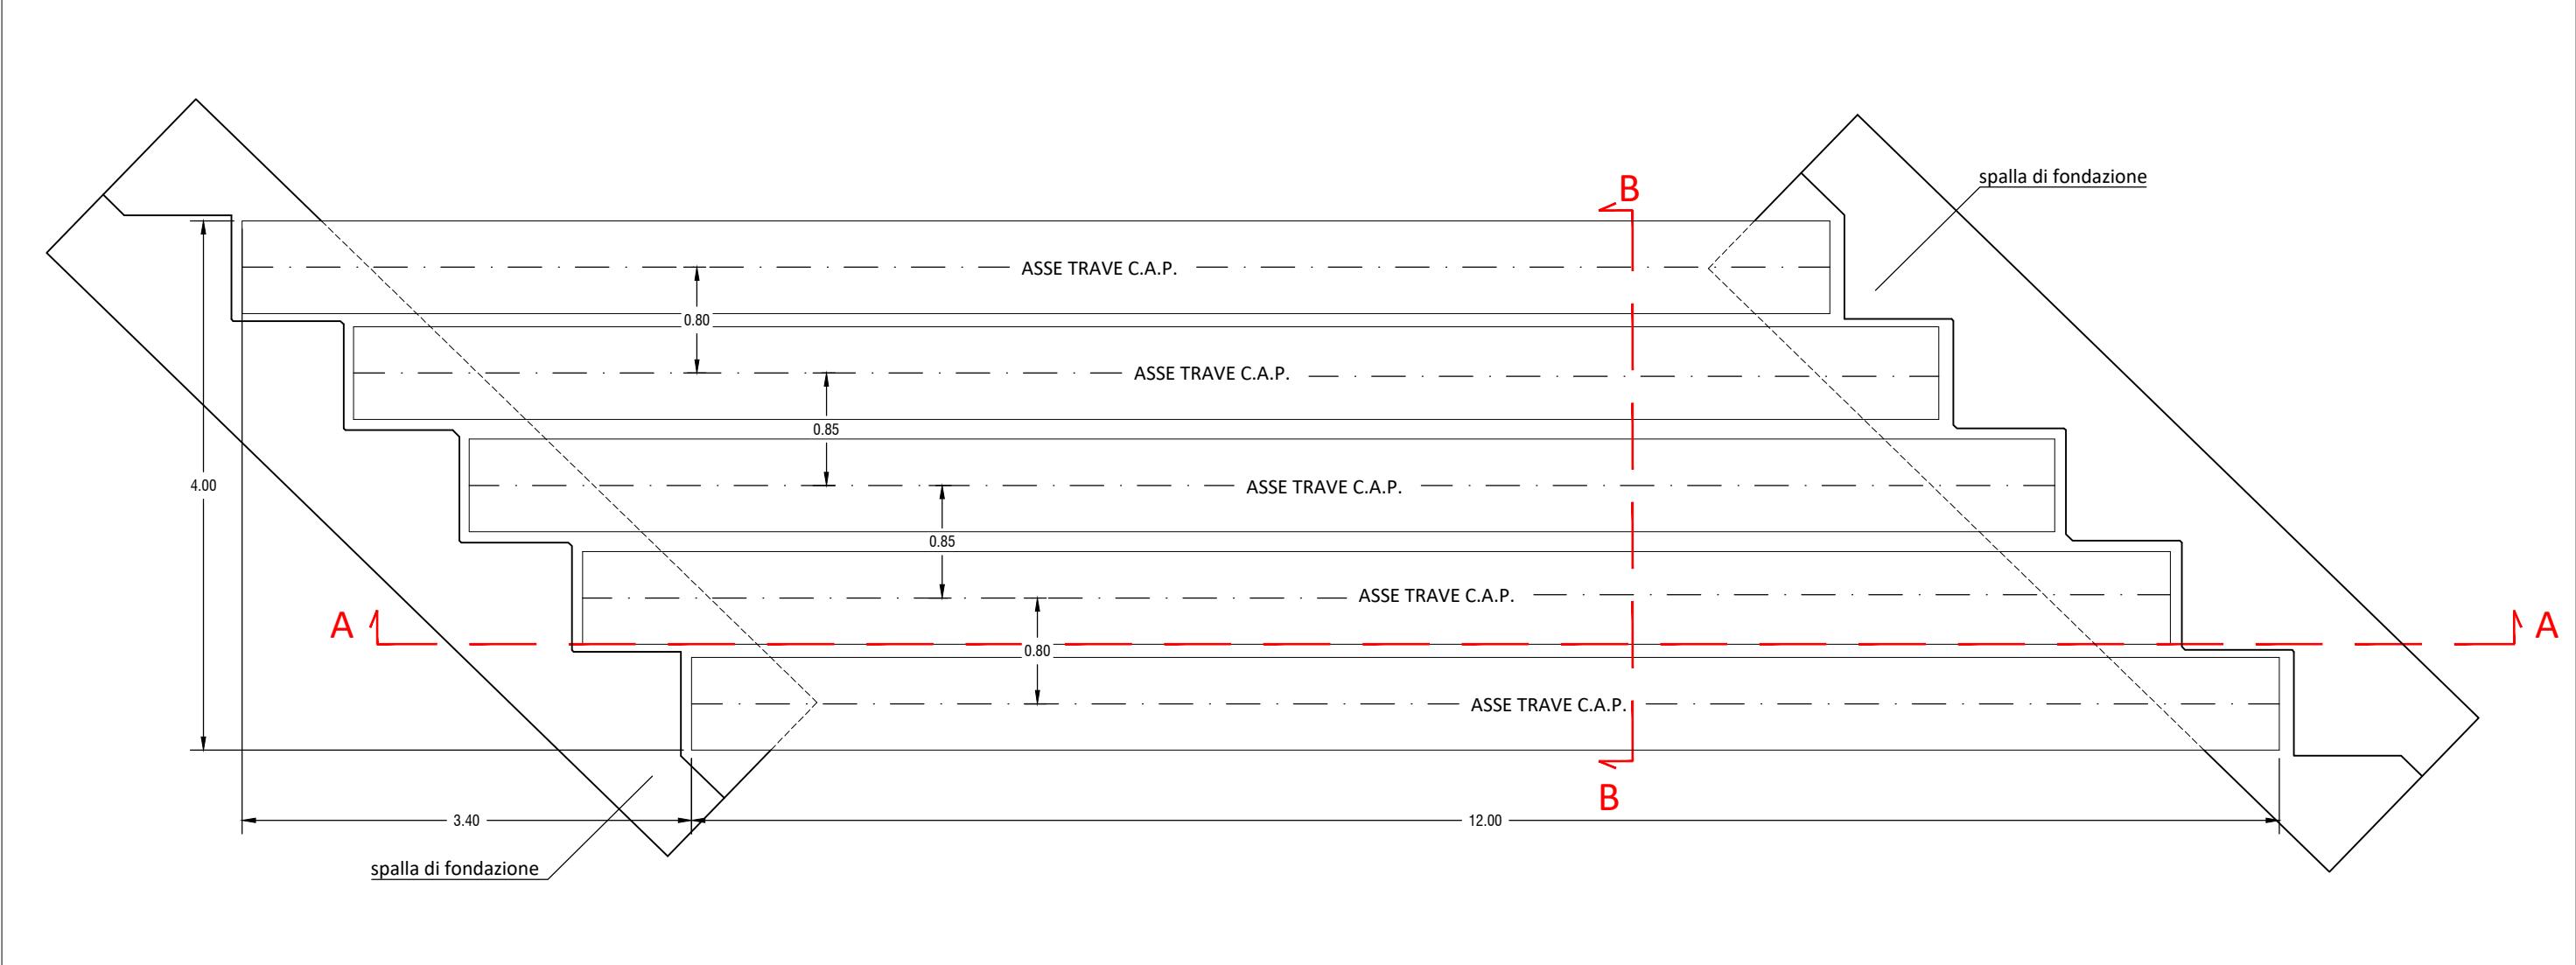 B
spalla di fondazione
ASSE TRAVE C.A.P.
0.80
ASSE TRAVE C.A.P.
0.85
4.00
ASSE TRAVE C.A.P.
0.85
ASSE TRAVE C.A.P.
A
A
0.80
ASSE TRAVE C.A.P.
B
3.40
12.00
spalla di fondazione